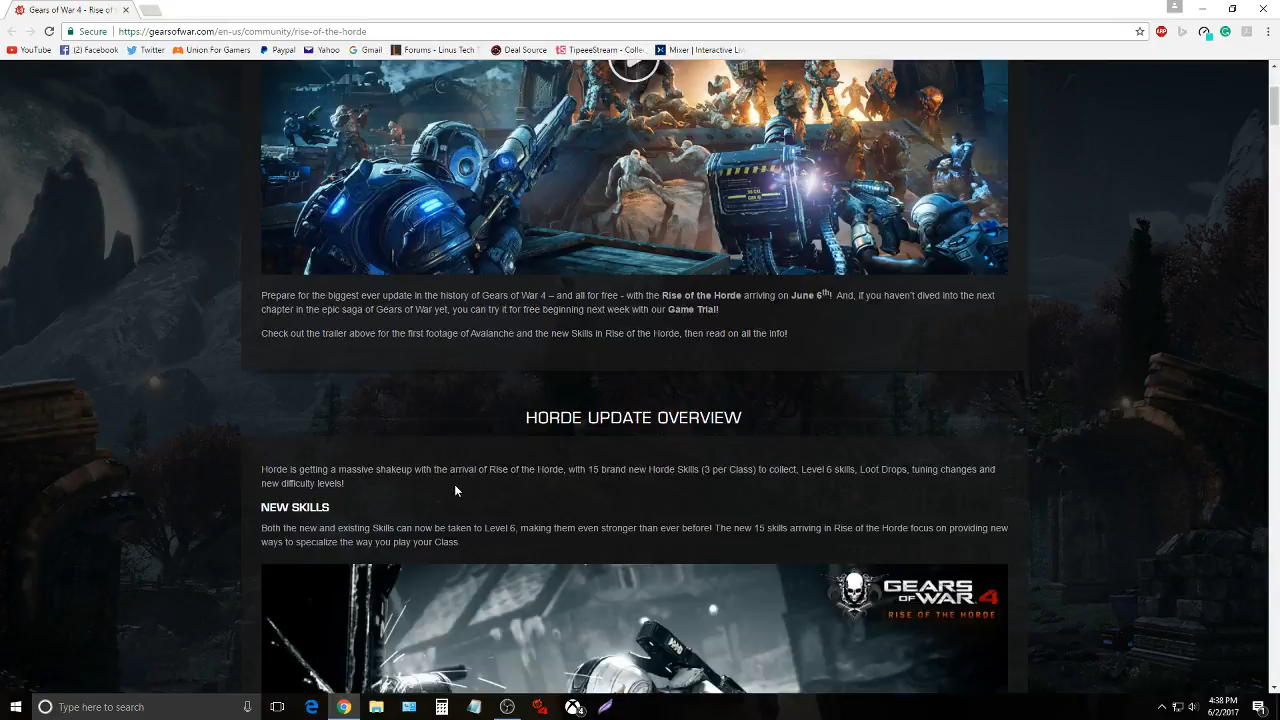 Gears of War 4 - Rise of
https://gearsofwar.com/en-us/community/rise-of-the-horde
Secure
YouTube
(2) Facebook
Twitter
Union For Gamers
Paypal
Yahoo
Gmail
Forums - Linus Tech T
Deal Source
TipeeeStream - Collec
Mixer | Interactive Liv
Prepare for the biggest ever update in the history of Gears of War 4 – and all for free - with the Rise of the Horde arriving on June 6th! And, if you haven't dived into the next
chapter in the epic saga of Gears of War yet, you can try it for free beginning next week with our Game Trial!
Check out the trailer above for the first footage of Avalanche and the new Skills in Rise of the Horde, then read on all the info!
HORDE UPDATE OVERVIEW
Horde is getting a massive shakeup with the arrival of Rise of the Horde, with 15 brand new Horde Skills (3 per Class) to collect, Level 6 skills, Loot Drops, tuning changes and
new difficulty levels!
NEW SKILLS
Both the new and existing Skills can now be taken to Level 6, making them even stronger than ever before! The new 15 skills arriving in Rise of the Horde focus on providing new
ways to specialize the way you play your Class.
GEARS
OF WAR 4
RISE OF THE HORDE
Type here to search
4:38 PM
6/2/2017